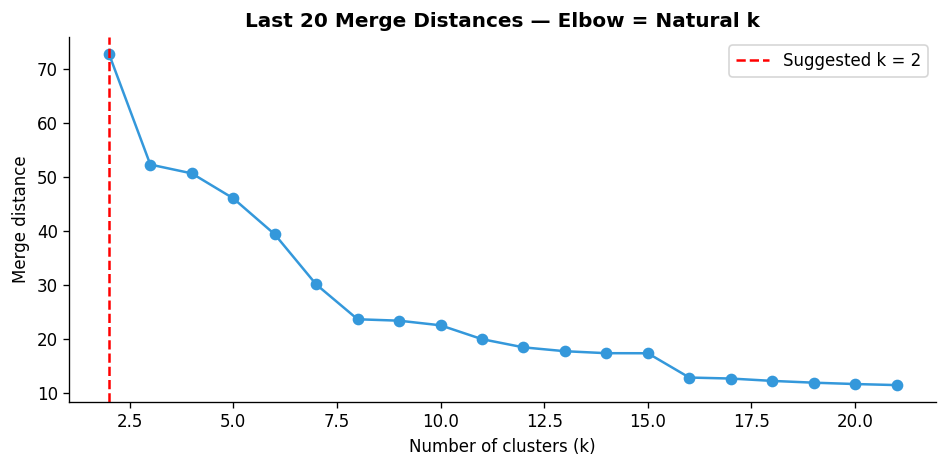 Last 20 Merge Distances — Elbow = Natural k
Suggested k = 2
Merge distance
70
60
50
40
30
20
10
2.5 5.0 7.5 10.0 12.5 15.0 17.5 20.0
Number of clusters (k)